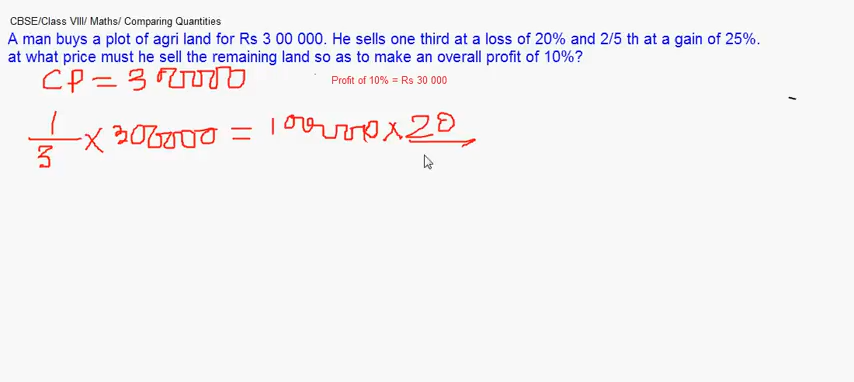 CBSE/Class VIII/ Maths/ Comparing Quantities
A man buys a plot of agri land for Rs 3 00 000. He sells one third at a loss of 20% and 2/5 th at a gain of 25%.
at what price must he sell the remaining land so as to make an overall profit of 10%?
CP = 300000
Profit of 10% = Rs 30 000
1/3 × 300000 = 100000 × 20